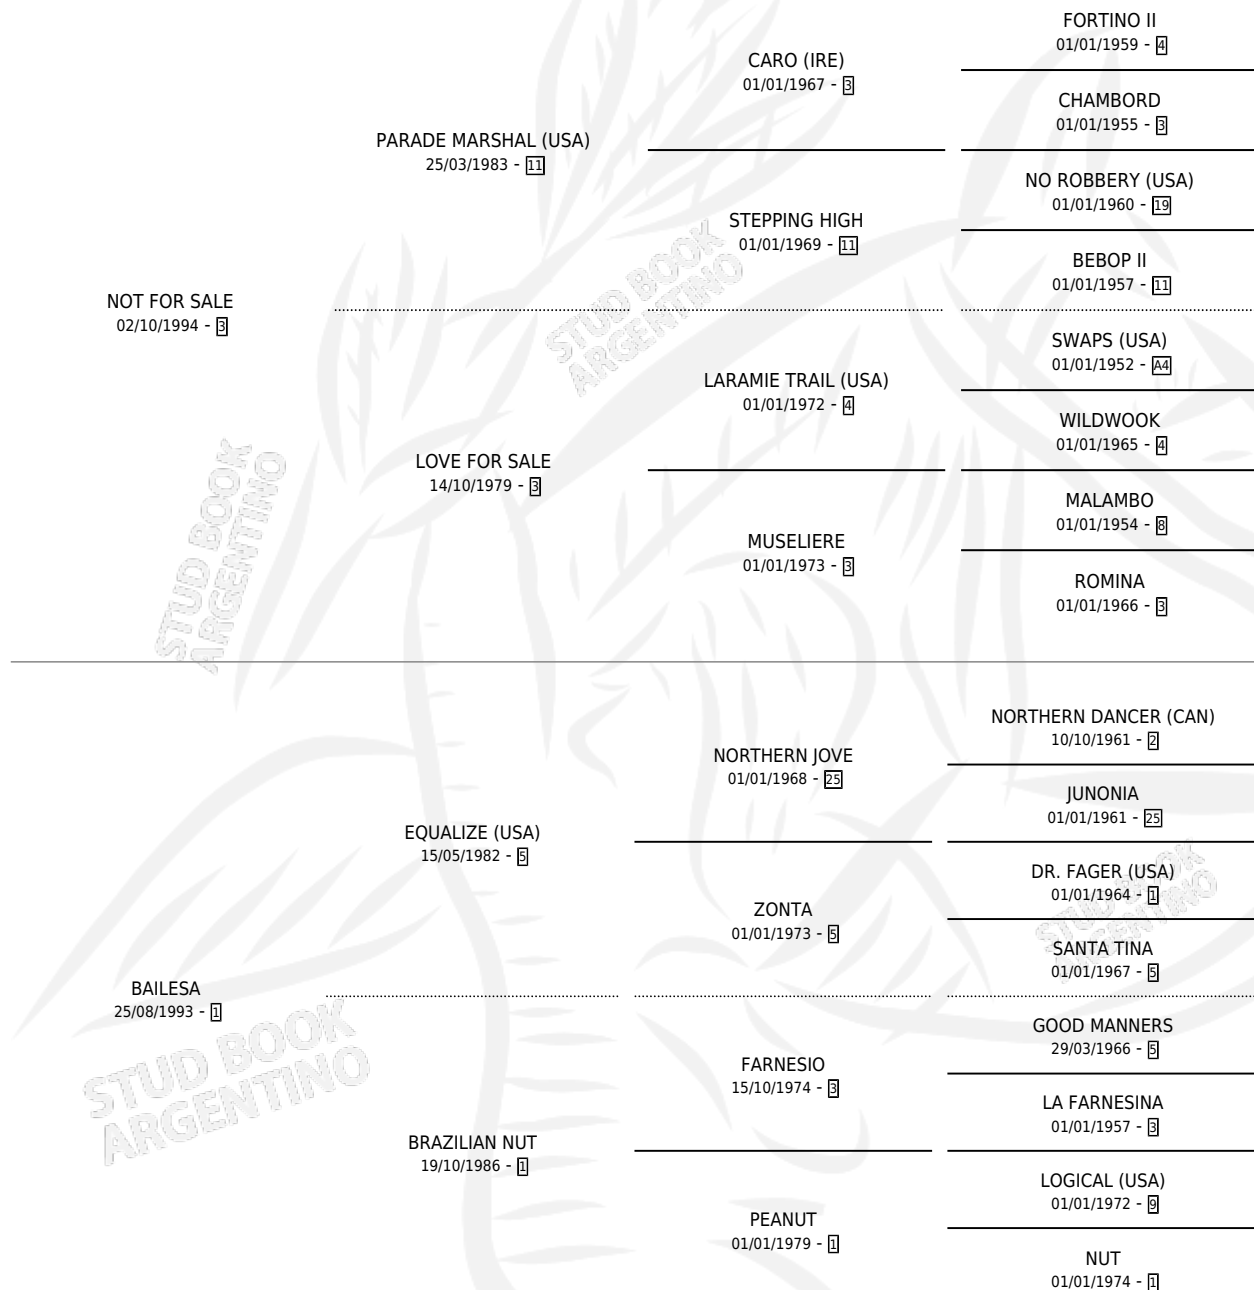 FORTINO II
01/01/1959 - 4
CARO (IRE)
01/01/1967 - 3
CHAMBORD
01/01/1955 - 3
PARADE MARSHAL (USA)
25/03/1983 - 11
NO ROBBERY (USA)
01/01/1960 - 19
STEPPING HIGH
01/01/1969 - 11
BEBOP II
01/01/1957 - 11
NOT FOR SALE
02/10/1994 - 3
STUD BOOK
ARGENTINO
SWAPS (USA)
01/01/1952 - A4
LARAMIE TRAIL (USA)
01/01/1972 - 4
WILDWOOK
01/01/1965 - 4
LOVE FOR SALE
14/10/1979 - 3
MALAMBO
01/01/1954 - 8
MUSELIERE
01/01/1973 - 3
ROMINA
01/01/1966 - 3
STUD BOOK
ARGENTINO
NORTHERN DANCER (CAN)
10/10/1961 - 2
NORTHERN JOVE
01/01/1968 - 25
JUNONIA
01/01/1961 - 25
EQUALIZE (USA)
15/05/1982 - 5
DR. FAGER (USA)
01/01/1964 - 1
ZONTA
01/01/1973 - 5
SANTA TINA
01/01/1967 - 5
STUD BOOK
ARGENTINO
BAILESA
25/08/1993 - 1
GOOD MANNERS
29/03/1966 - 5
FARNESIO
15/10/1974 - 3
LA FARNESINA
01/01/1957 - 3
STUD BOOK
ARGENTINO
BRAZILIAN NUT
19/10/1986 - 1
LOGICAL (USA)
01/01/1972 - 9
PEANUT
01/01/1979 - 1
NUT
01/01/1974 - 1